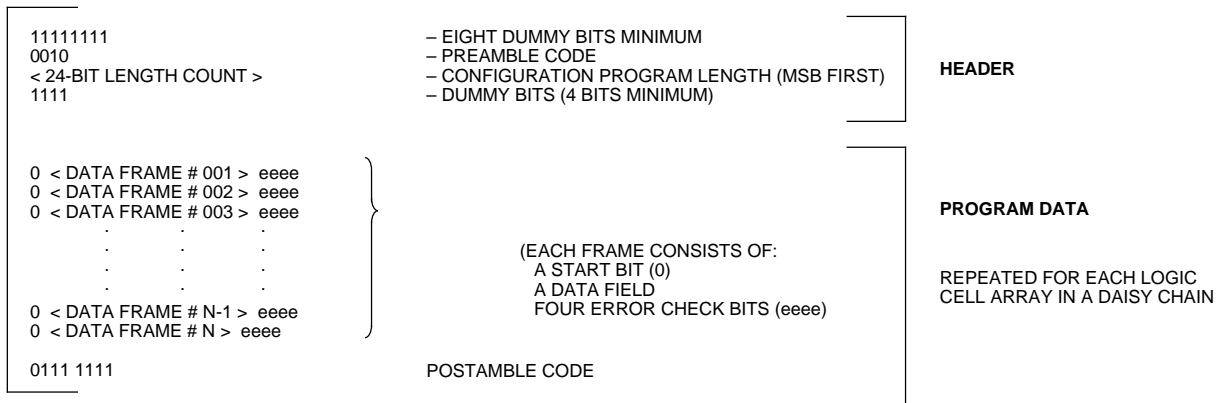 11111111 – EIGHT DUMMY BITS MINIMUM
0010 – PREAMBLE CODE
< 24-BIT LENGTH COUNT > – CONFIGURATION PROGRAM LENGTH (MSB FIRST)
1111 – DUMMY BITS (4 BITS MINIMUM)
HEADER
0 < DATA FRAME # 001 > eeee
0 < DATA FRAME # 002 > eeee
0 < DATA FRAME # 003 > eeee
. . .
. . .
. . .
. . .
0 < DATA FRAME # N-1 > eeee
0 < DATA FRAME # N > eeee
(EACH FRAME CONSISTS OF:
A START BIT (0)
A DATA FIELD
FOUR ERROR CHECK BITS (eeee)
PROGRAM DATA
REPEATED FOR EACH LOGIC
CELL ARRAY IN A DAISY CHAIN
0111 1111 POSTAMBLE CODE